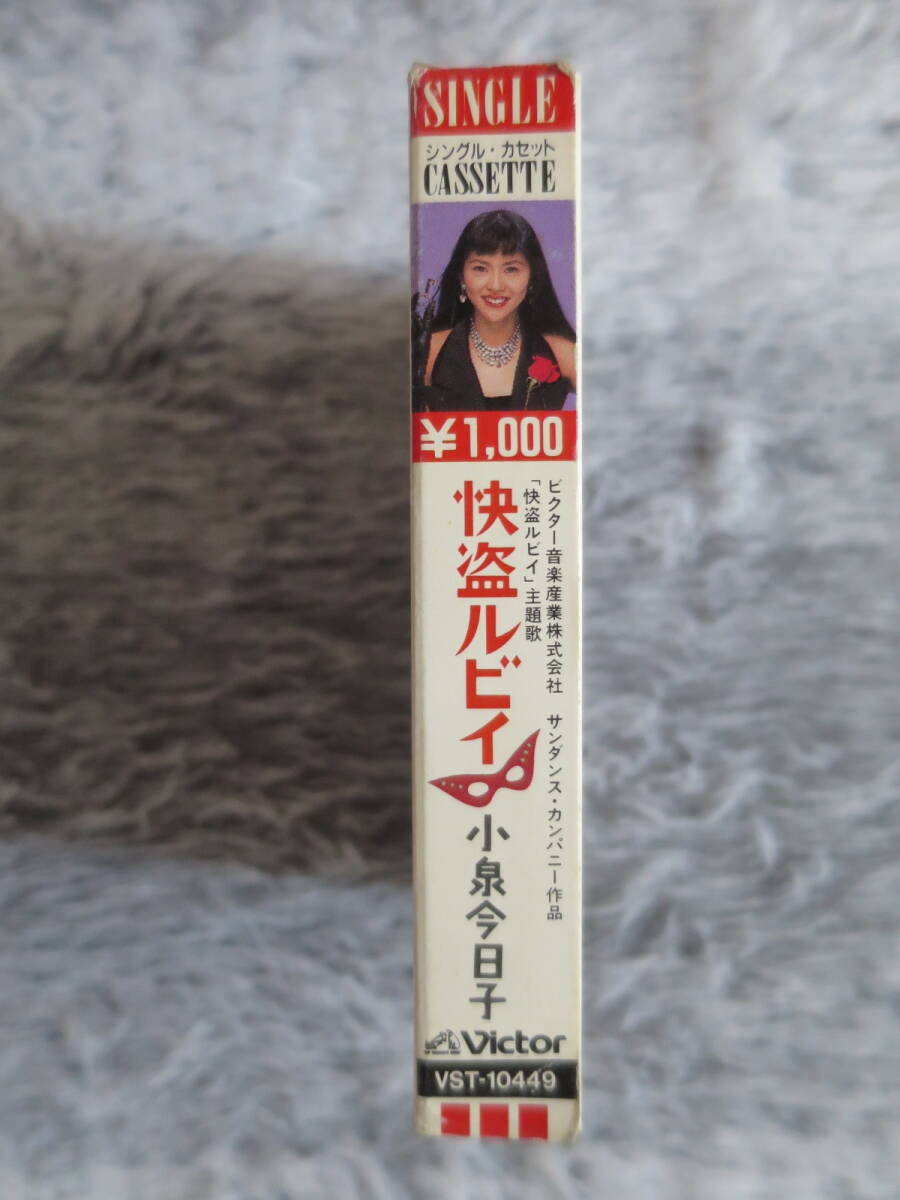 SINGLE
シングル・カセット
CASSETTE
¥1,000
ビクター音楽産業株式会社 サンダンス・カンパニー作品
「快盗ルビイ」主題歌
快盗ルビイ
小泉今日子
Victor
VST-10449